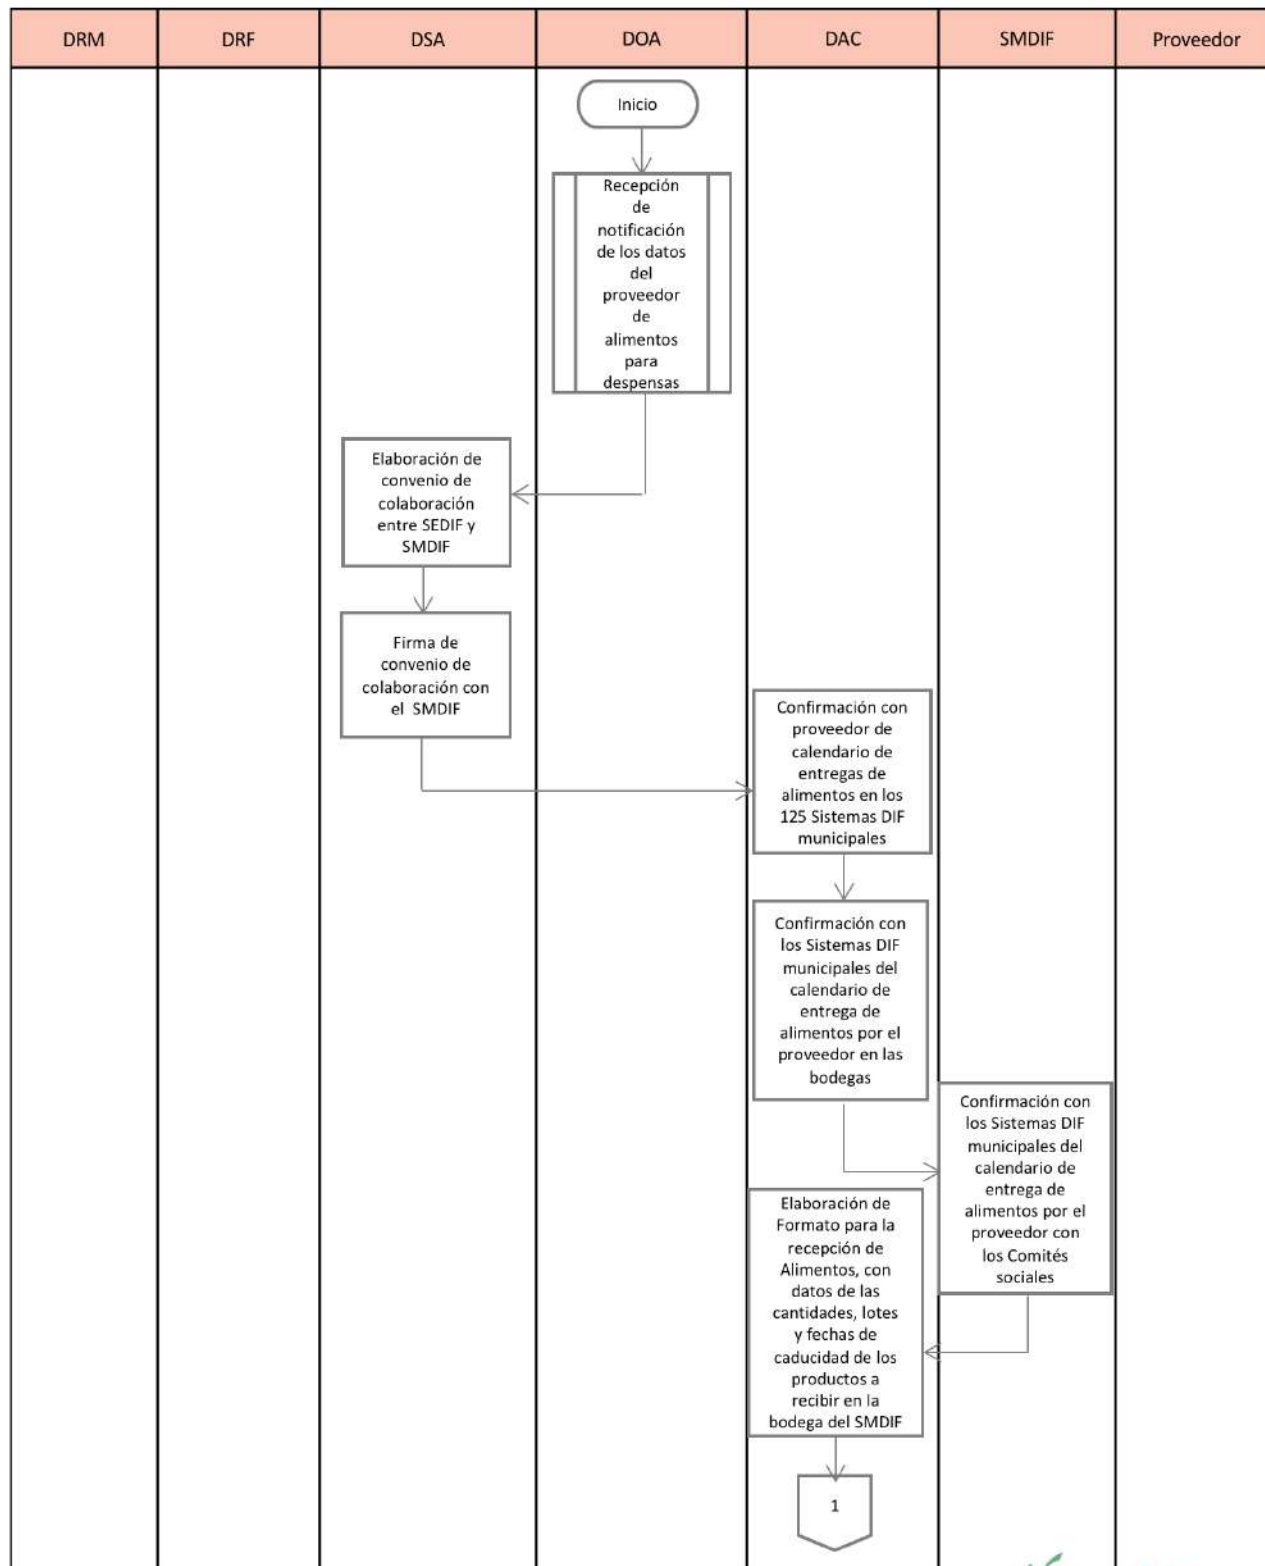 DRM DRF DSA DOA DAC SMDIF Proveedor
Inicio
Recepción
de
notificación
de los datos
del
proveedor
de
alimentos
para
despensas
Elaboración de
convenio de
colaboración
entre SEDIF y
SMDIF
Firma de
convenio de
colaboración con
el SMDIF
Confirmación con
proveedor de
calendario de
entregas de
alimentos en los
125 Sistemas DIF
municipales
Confirmación con
los Sistemas DIF
municipales del
calendario de
entrega de
alimentos por el
proveedor en las
bodegas
Confirmación con
los Sistemas DIF
municipales del
calendario de
entrega de
alimentos por el
proveedor con
los Comités
sociales
Elaboración de
Formato para la
recepción de
Alimentos, con
datos de las
cantidades, lotes
y fechas de
caducidad de los
productos a
recibir en la
bodega del SMDIF
1